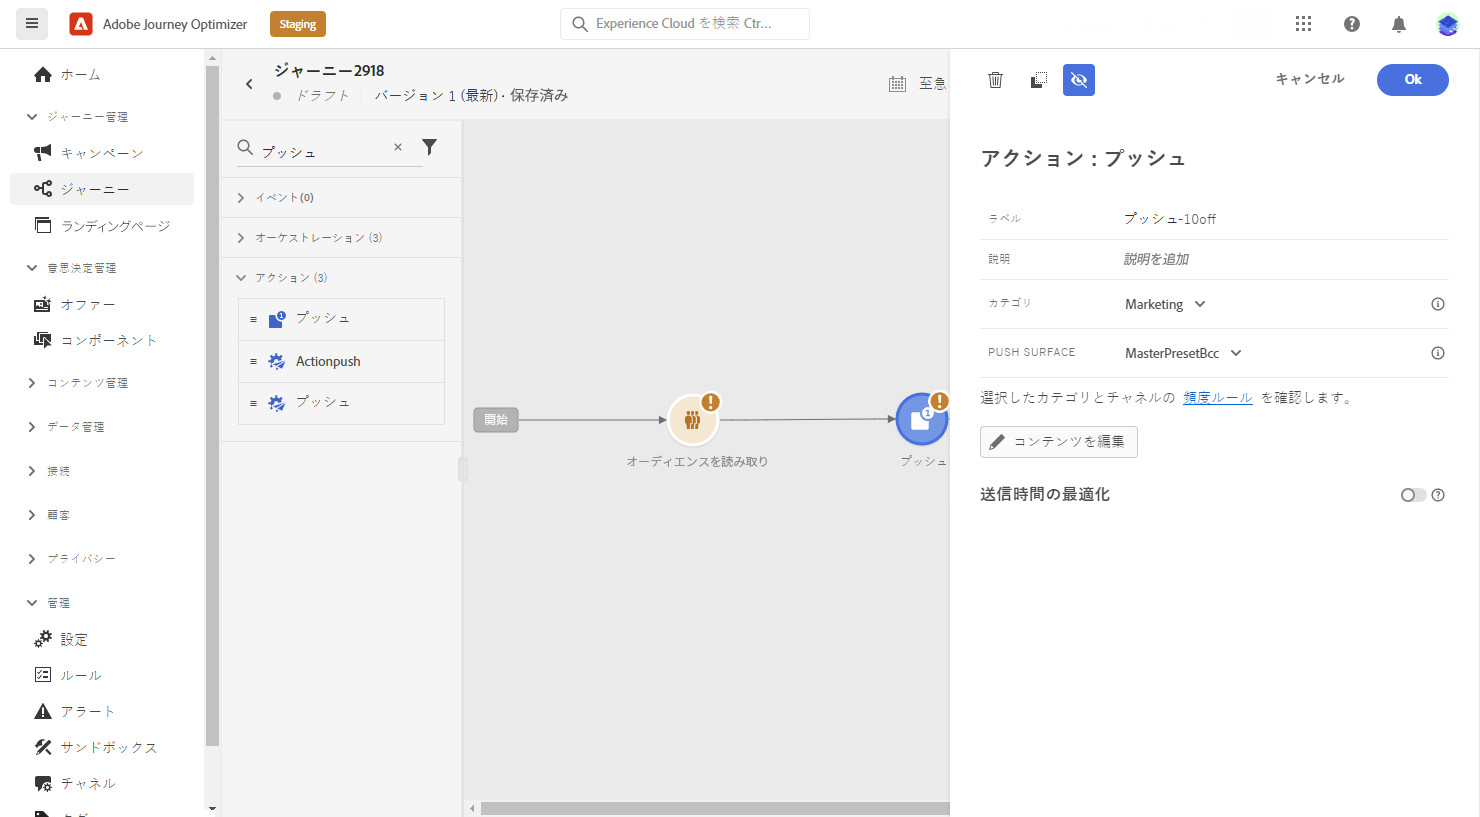 Adobe Journey Optimizer
Staging
Experience Cloud を検索 Ctr...
ホーム
ジャーニー管理
キャンペーン
ジャーニー
ランディングページ
意思決定管理
オファー
コンポーネント
コンテンツ管理
データ管理
接続
顧客
プライバシー
管理
設定
ルール
アラート
サンドボックス
チャネル
ジャーニー2918
ドラフト
バージョン 1 (最新)・保存済み
至急
プッシュ
イベント(0)
オーケストレーション (3)
アクション (3)
プッシュ
Actionpush
プッシュ
開始
オーディエンスを読み取り
プッシュ
キャンセル
Ok
アクション : プッシュ
ラベル
プッシュ-10off
説明
説明を追加
カテゴリ
Marketing
PUSH SURFACE
MasterPresetBcc
選択したカテゴリとチャネルの 頻度ルール を確認します。
コンテンツを編集
送信時間の最適化